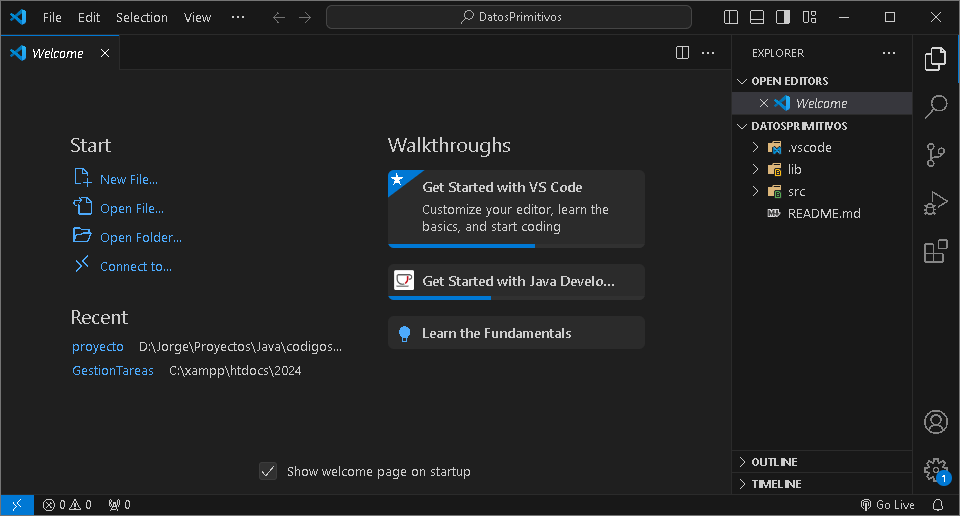 File Edit Selection View ··· DatosPrimitivos
Welcome
Start
New File...
Open File...
Open Folder...
Connect to...
Recent
proyecto D:\Jorge\Proyectos\Java\codigos...
GestionTareas C:\xampp\htdocs\2024
Walkthroughs
Get Started with VS Code
Customize your editor, learn the
basics, and start coding
Get Started with Java Develo...
Learn the Fundamentals
Show welcome page on startup
EXPLORER
OPEN EDITORS
Welcome
DATOSPRIMITIVOS
.vscode
lib
src
README.md
OUTLINE
TIMELINE
1
0 0 0 Go Live